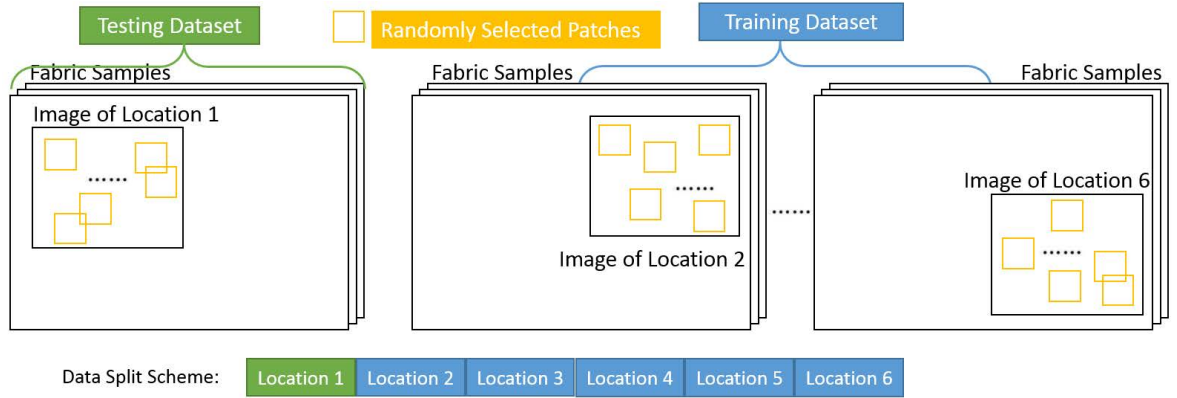 Testing Dataset
Randomly Selected Patches
Training Dataset
Fabric Samples
Fabric Samples
Fabric Samples
Image of Location 1
......
Image of Location 2
......
......
Image of Location 6
......
Data Split Scheme:
Location 1
Location 2
Location 3
Location 4
Location 5
Location 6